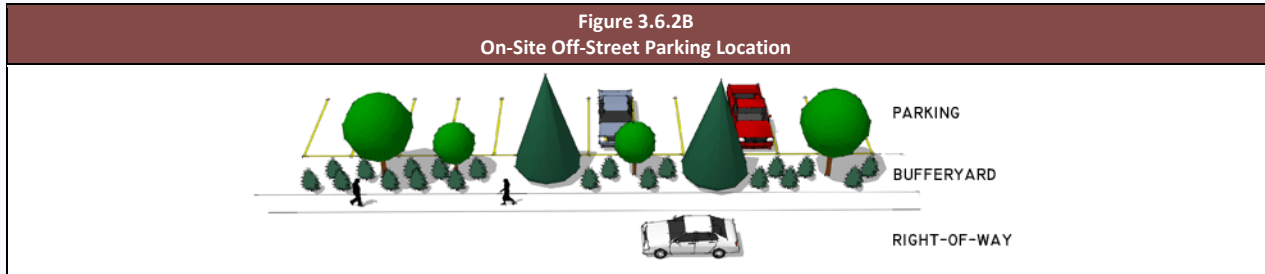 Figure 3.6.2B
On-Site Off-Street Parking Location
PARKING
BUFFERYARD
RIGHT-OF-WAY